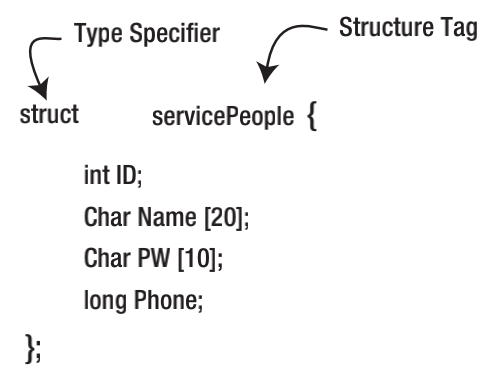 Type Specifier
Structure Tag
struct servicePeople {
int ID;
Char Name [20];
Char PW [10];
long Phone;
};